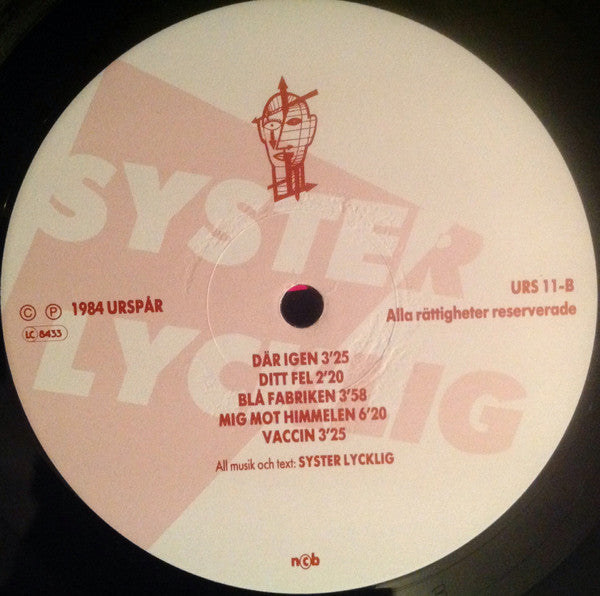 SYSTER
LYCKLIG
© ℗ 1984 URSPÅR
LC 8433
URS 11-B
Alla rättigheter reserverade
DÄR IGEN 3'25
DITT FEL 2'20
BLÅ FABRIKEN 3'58
MIG MOT HIMMELEN 6'20
VACCIN 3'25
All musik och text: SYSTER LYCKLIG
ncb